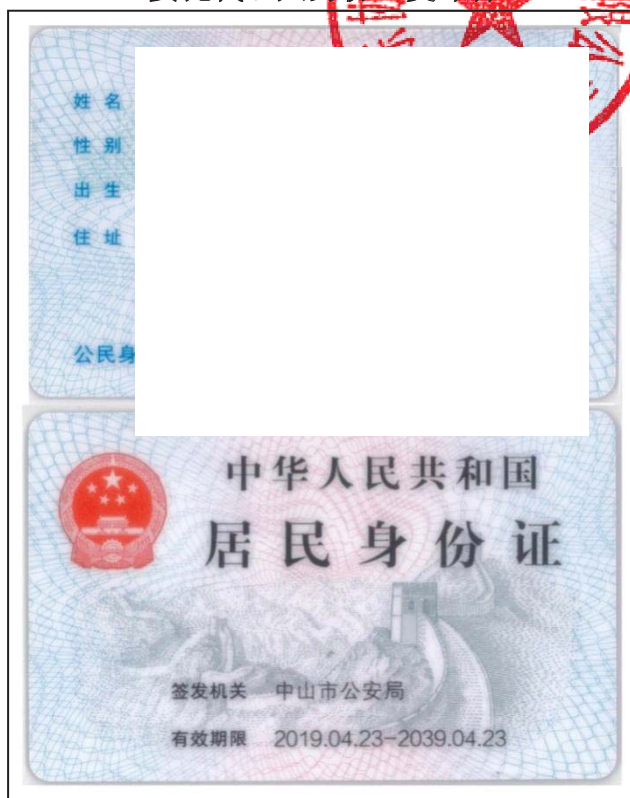 姓 名
性 别
出 生
住 址
公民身
中华人民共和国
居民身份证
签发机关 中山市公安局
有效期限 2019.04.23-2039.04.23